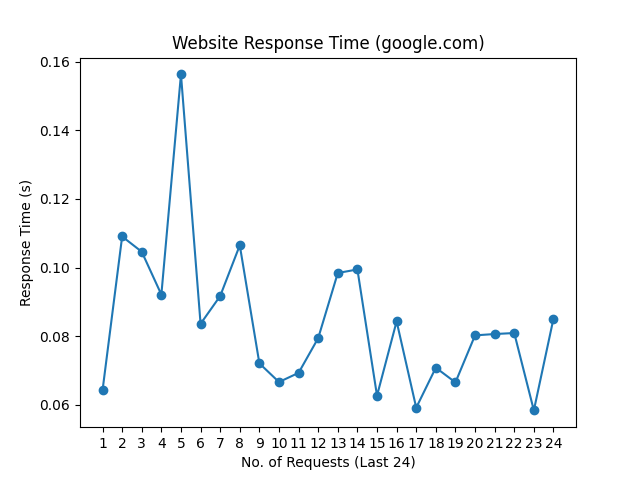 Website Response Time (google.com)
0.16
0.14
0.12
0.10
0.08
0.06
Response Time (s)
1 2 3 4 5 6 7 8 9 10 11 12 13 14 15 16 17 18 19 20 21 22 23 24
No. of Requests (Last 24)